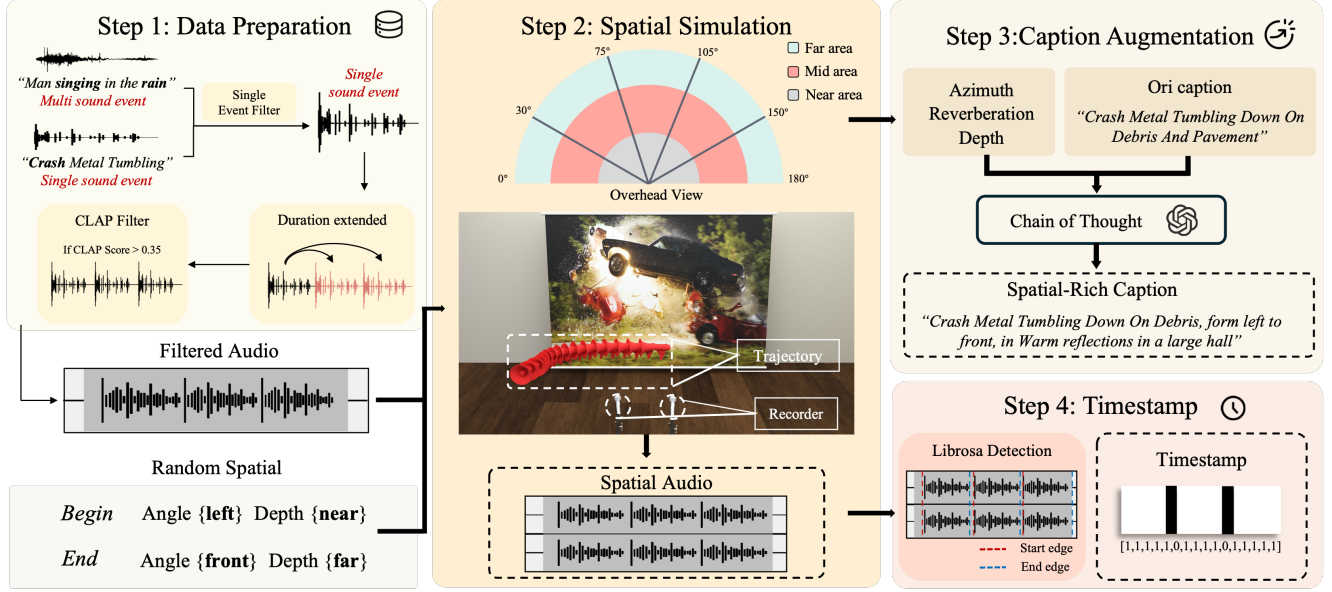 Step 1: Data Preparation
“Man singing in the rain”
Multi sound event
Single
Event Filter
Single
sound event
“Crash Metal Tumbling”
Single sound event
CLAP Filter
If CLAP Score > 0.35
Duration extended
Filtered Audio
Random Spatial
Begin Angle {left} Depth {near}
End Angle {front} Depth {far}
Step 2: Spatial Simulation
75°
105°
30°
150°
0°
180°
Far area
Mid area
Near area
Overhead View
Trajectory
Recorder
Spatial Audio
Step 3:Caption Augmentation
Azimuth
Reverberation
Depth
Ori caption
“Crash Metal Tumbling Down On
Debris And Pavement”
Chain of Thought
Spatial-Rich Caption
“Crash Metal Tumbling Down On Debris, form left to
front, in Warm reflections in a large hall”
Step 4: Timestamp
Librosa Detection
Start edge
End edge
Timestamp
[1,1,1,1,1,0,1,1,1,1,0,1,1,1,1,1]